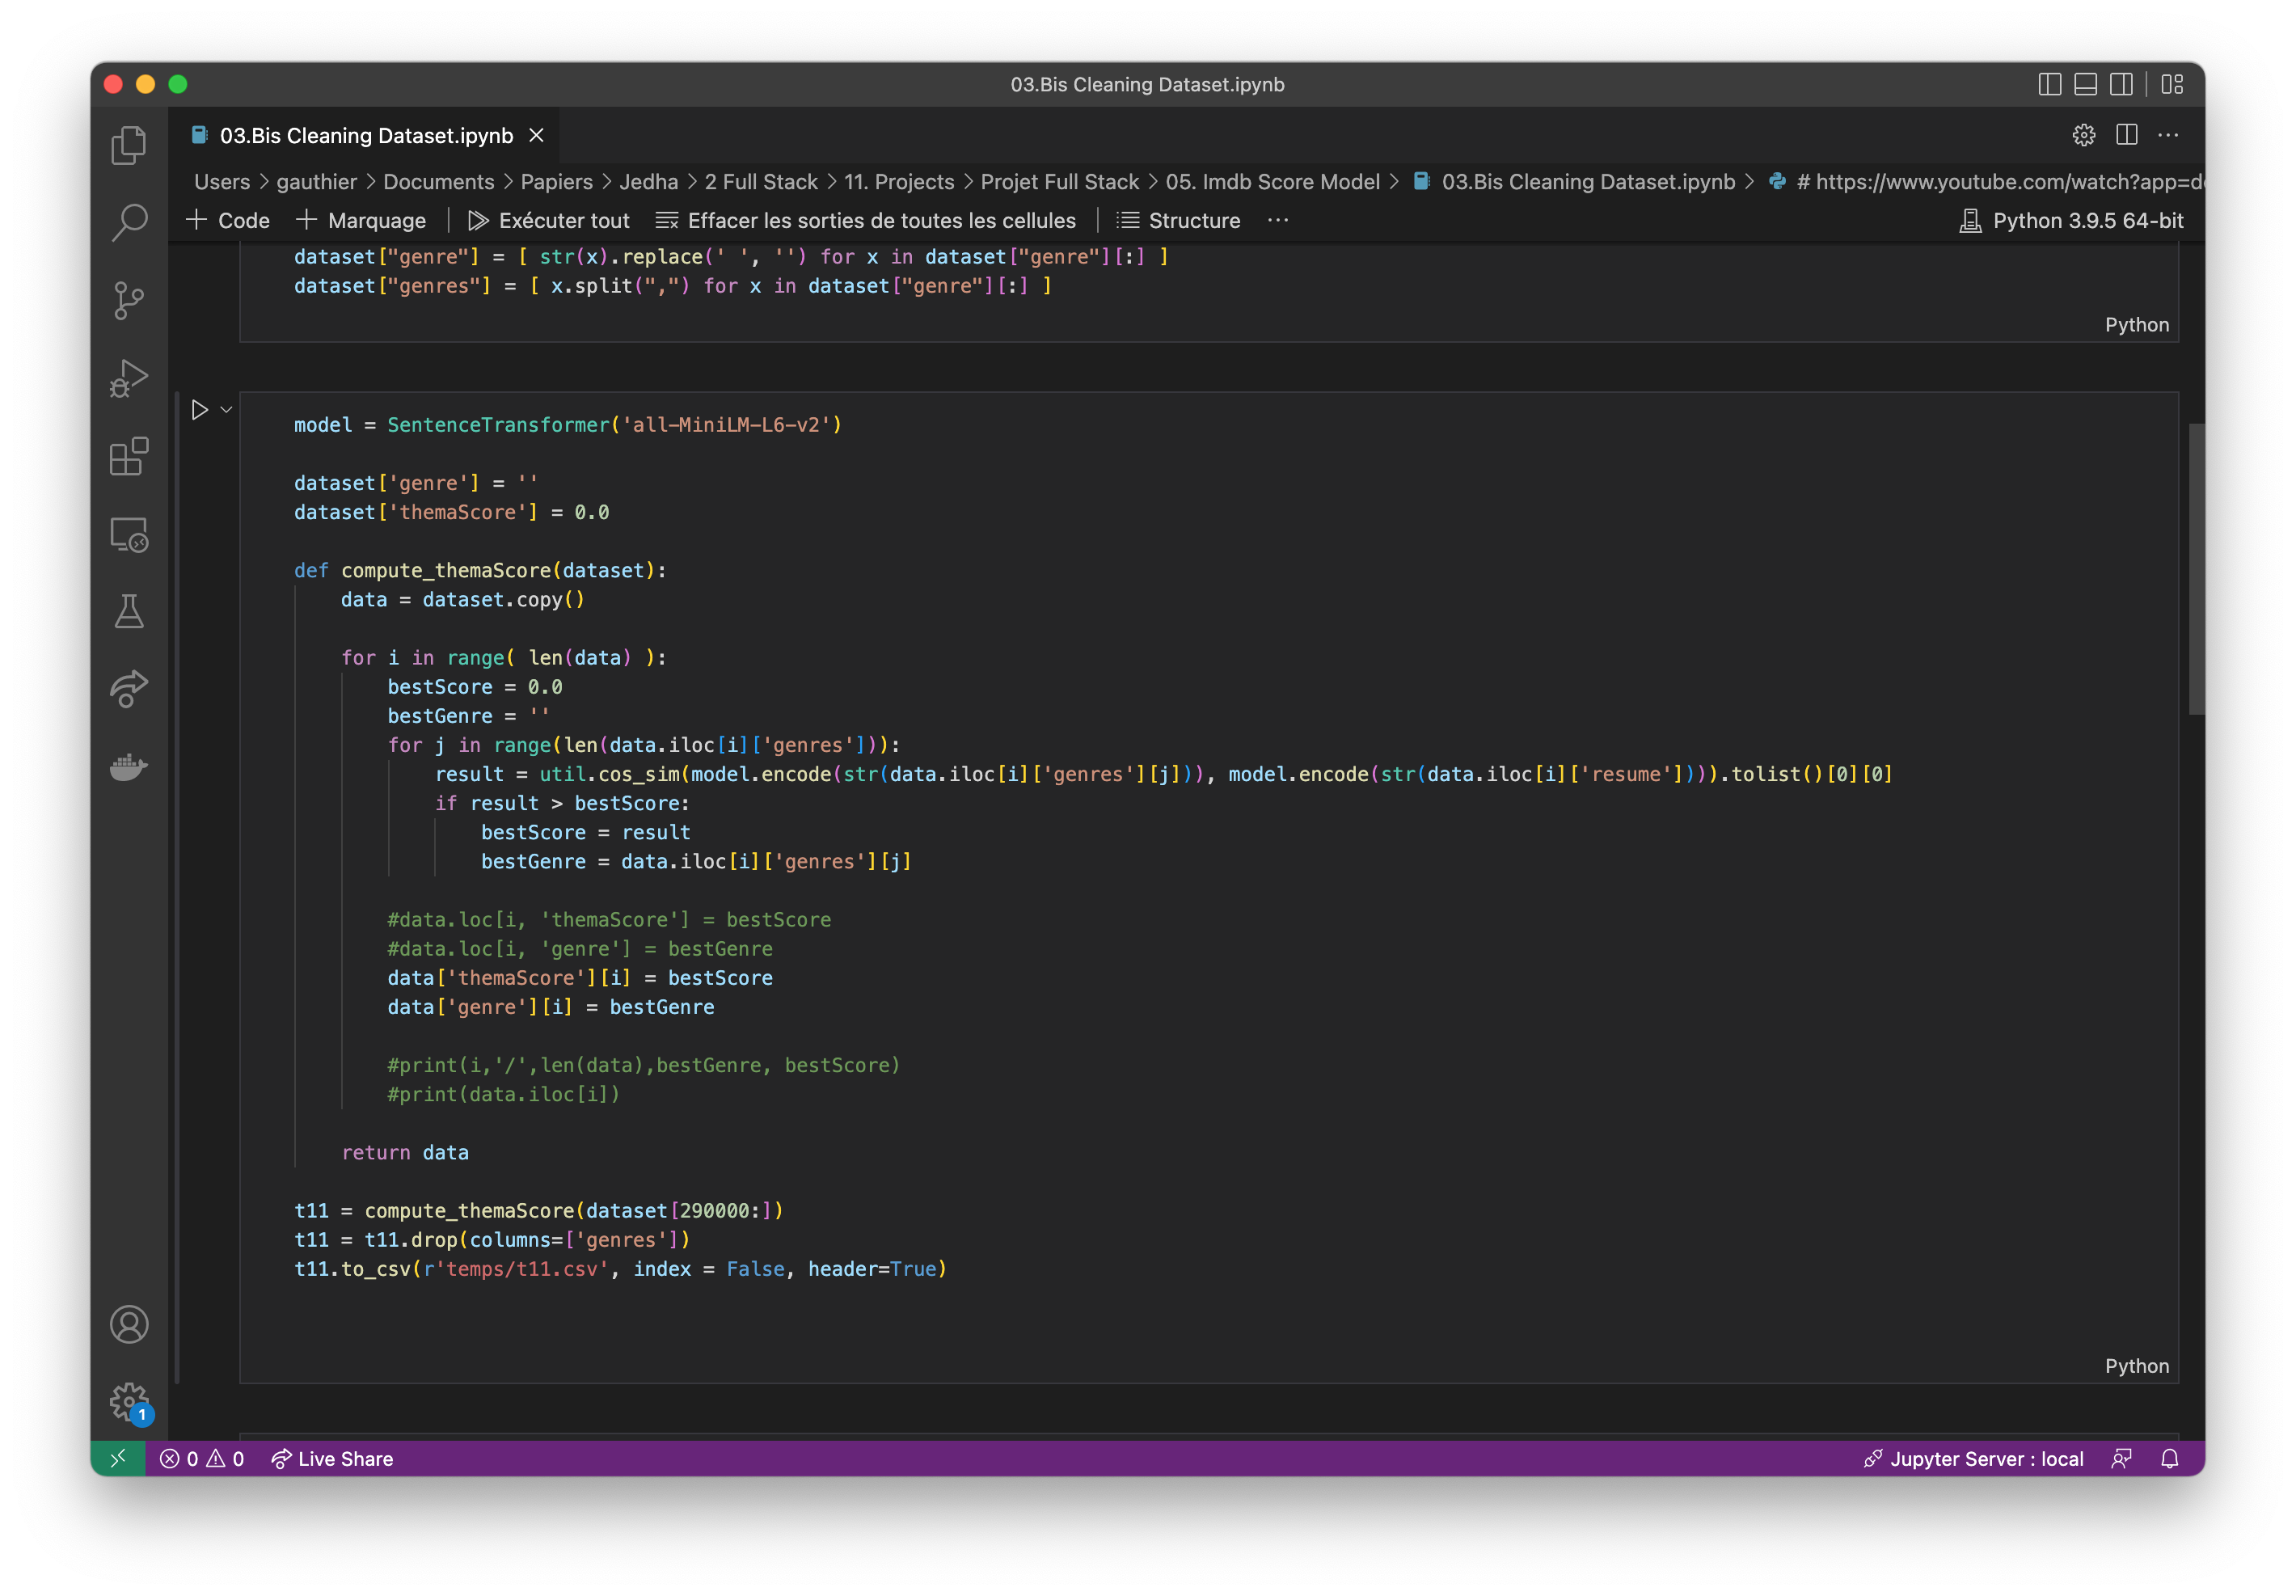 03.Bis Cleaning Dataset.ipynb
03.Bis Cleaning Dataset.ipynb
Users > gauthier > Documents > Papiers > Jedha > 2 Full Stack > 11. Projects > Projet Full Stack > 05. Imdb Score Model > 03.Bis Cleaning Dataset.ipynb > # https://www.youtube.com/watch?app=de
+ Code + Marquage | Exécuter tout Effacer les sorties de toutes les cellules | Structure ··· Python 3.9.5 64-bit
dataset["genre"] = [ str(x).replace(' ', '') for x in dataset["genre"][:] ]
dataset["genres"] = [ x.split(",") for x in dataset["genre"][:] ]
Python
model = SentenceTransformer('all-MiniLM-L6-v2')
dataset['genre'] = ''
dataset['themaScore'] = 0.0
def compute_themaScore(dataset):
data = dataset.copy()
for i in range( len(data) ):
bestScore = 0.0
bestGenre = ''
for j in range(len(data.iloc[i]['genres'])):
result = util.cos_sim(model.encode(str(data.iloc[i]['genres'][j])), model.encode(str(data.iloc[i]['resume']))).tolist()[0][0]
if result > bestScore:
bestScore = result
bestGenre = data.iloc[i]['genres'][j]
#data.loc[i, 'themaScore'] = bestScore
#data.loc[i, 'genre'] = bestGenre
data['themaScore'][i] = bestScore
data['genre'][i] = bestGenre
#print(i,'/',len(data),bestGenre, bestScore)
#print(data.iloc[i])
return data
t11 = compute_themaScore(dataset[290000:])
t11 = t11.drop(columns=['genres'])
t11.to_csv(r'temps/t11.csv', index = False, header=True)
Python
1
0 0 Live Share Jupyter Server : local